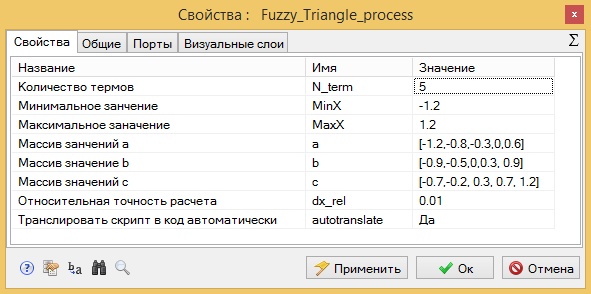 Свойства : Fuzzy_Triangle_process
x
Свойства Общие Порты Визуальные слои Σ
Название Имя Значение
Количество термов N_term 5
Минимальное занчение MinX -1.2
Максимальное заначение MaxX 1.2
Массив занчений a a [-1.2,-0.8,-0.3,0,0.6]
Массив значений b b [-0.9,-0.5,0,0.3, 0.9]
Массив значений с c [-0.7,-0.2, 0.3, 0.7, 1.2]
Относительная точность расчета dx_rel 0.01
Транслировать скрипт в код автоматически autotranslate Да
? b a Применить Ок Отмена